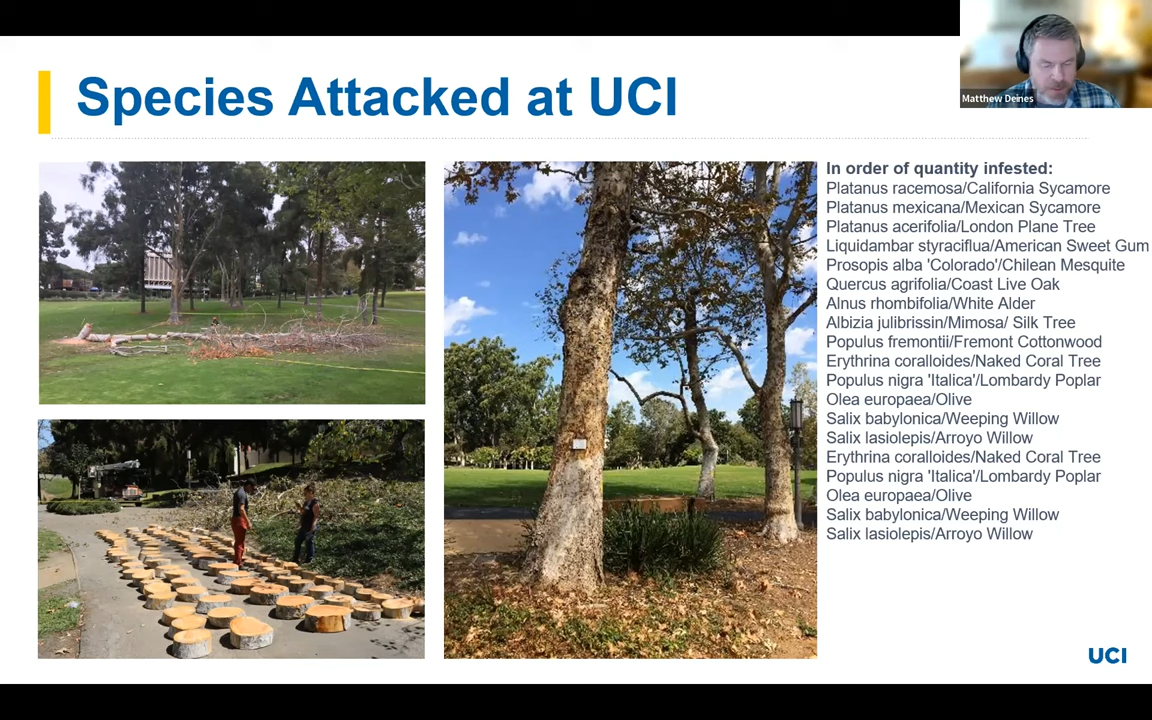 Species Attacked at UCI
Matthew Deines
In order of quantity infested:
Platanus racemosa/California Sycamore
Platanus mexicana/Mexican Sycamore
Platanus acerifolia/London Plane Tree
Liquidambar styraciflua/American Sweet Gum
Prosopis alba 'Colorado'/Chilean Mesquite
Quercus agrifolia/Coast Live Oak
Alnus rhombifolia/White Alder
Albizia julibrissin/Mimosa/ Silk Tree
Populus fremontii/Fremont Cottonwood
Erythrina coralloides/Naked Coral Tree
Populus nigra 'Italica'/Lombardy Poplar
Olea europaea/Olive
Salix babylonica/Weeping Willow
Salix lasiolepis/Arroyo Willow
Erythrina coralloides/Naked Coral Tree
Populus nigra 'Italica'/Lombardy Poplar
Olea europaea/Olive
Salix babylonica/Weeping Willow
Salix lasiolepis/Arroyo Willow
UCI